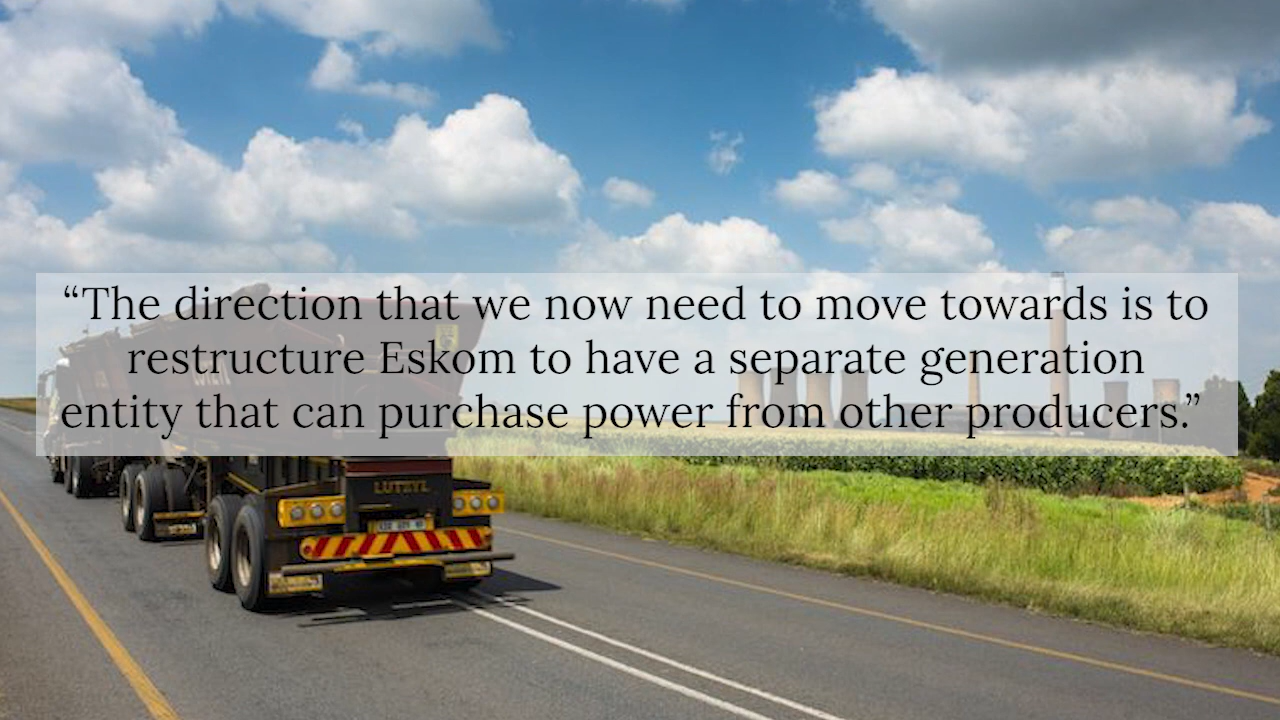 “The direction that we now need to move towards is to
restructure Eskom to have a separate generation
entity that can purchase power from other producers.”